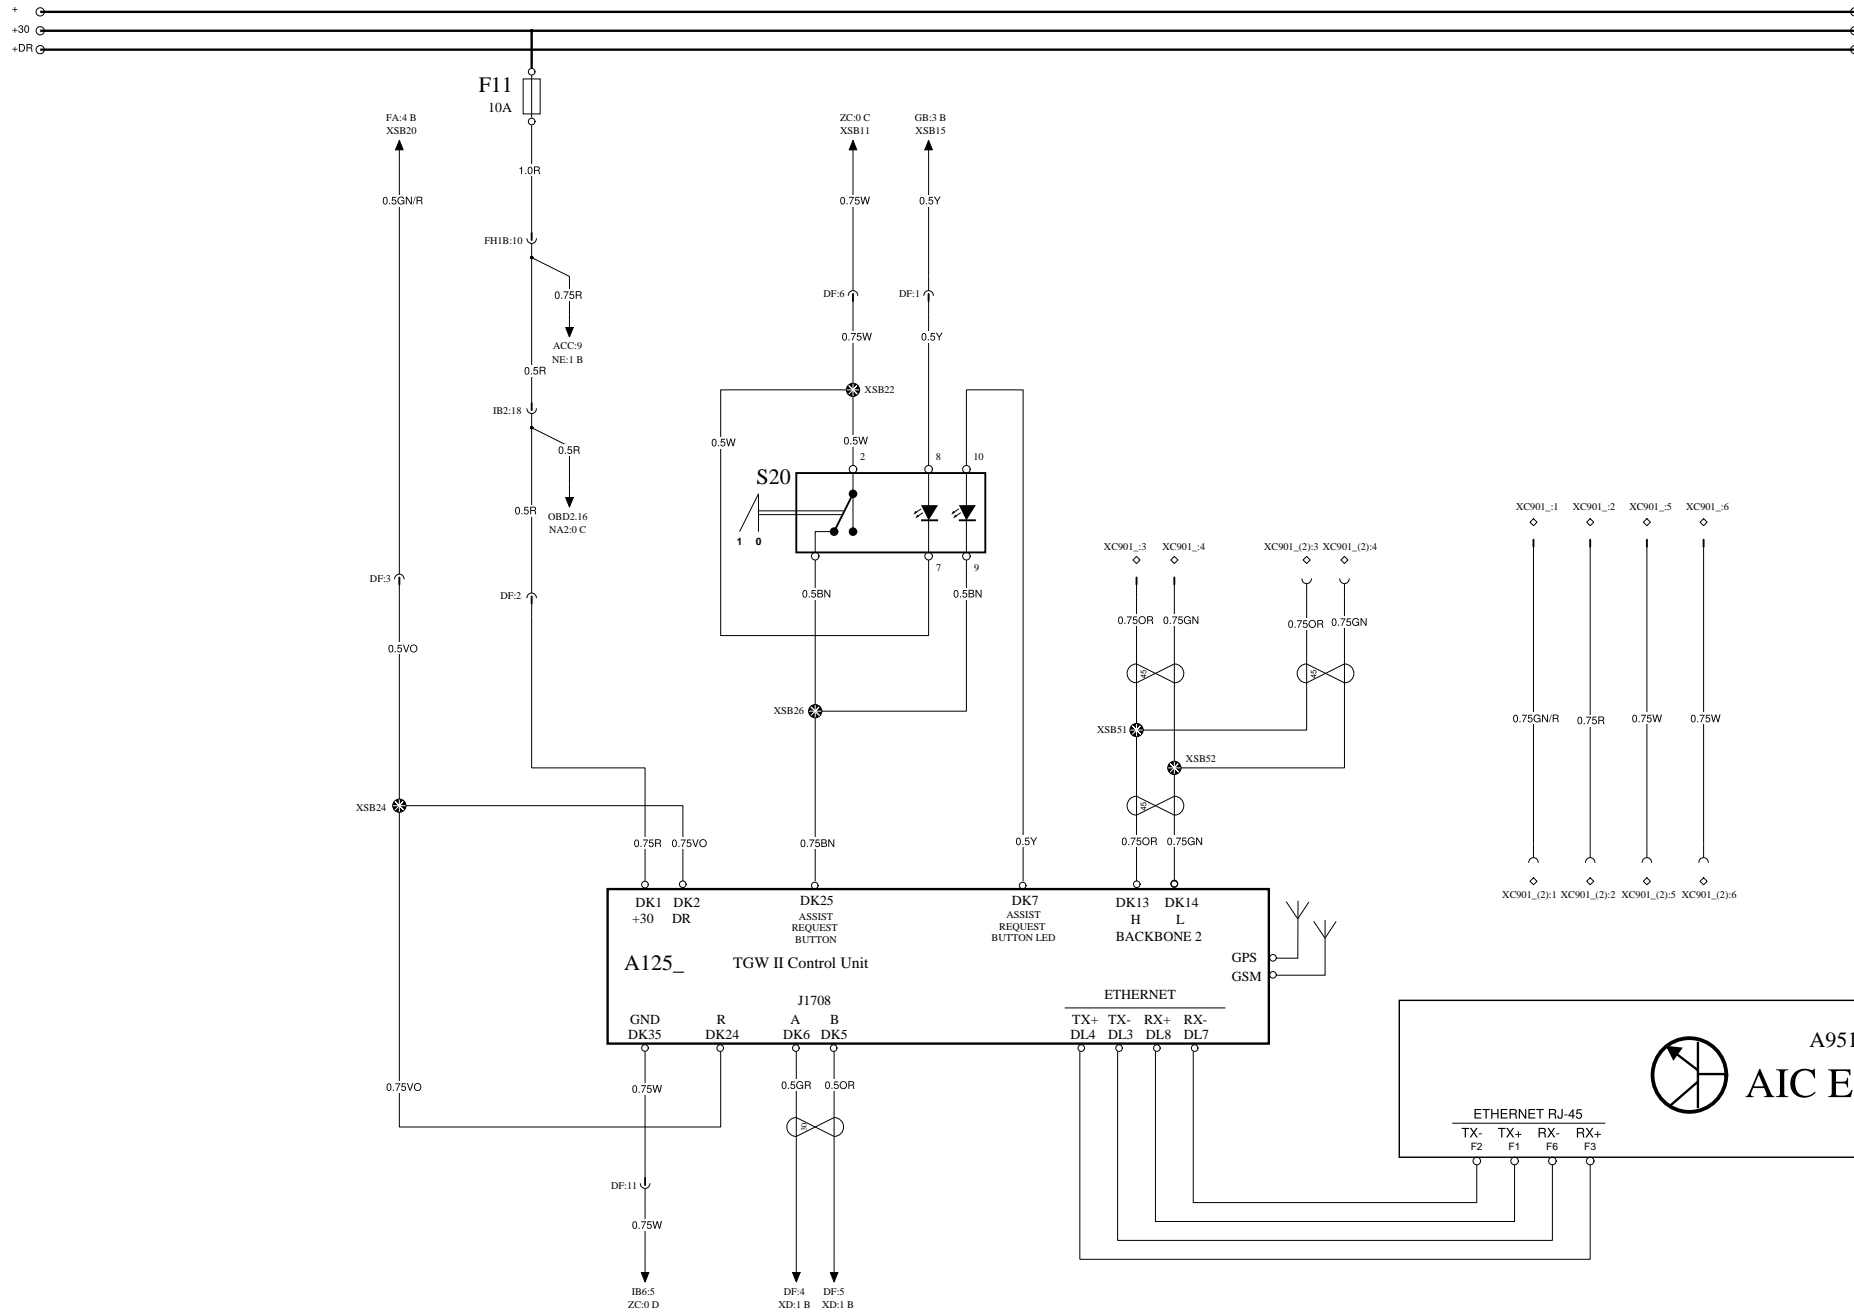 +
+30
+DR
F11
10A
FA:4 B
XSB20
ZC:0 C
XSB11
GB:3 B
XSB15
1.0R
0.5GN/R
0.75W
0.5Y
FH1B:10
0.75R
DF:6
DF:1
0.75W
0.5Y
ACC:9
NE:1 B
0.5R
XSB22
IB2:18
0.5R
0.5W
0.5W
2
8
10
S20
0.5R
OBD2.16
NA2:0 C
1 0
XC901_:1
XC901_:2
XC901_:5
XC901_:6
XC901_:3
XC901_:4
XC901_(2):3
XC901_(2):4
7
9
DF:3
DF:2
0.5BN
0.5BN
0.75OR
0.75GN
0.75OR
0.75GN
0.5VO
45
45
XSB26
XSB51
0.75GN/R
0.75R
0.75W
0.75W
XSB52
XSB24
45
0.75R
0.75VO
0.75BN
0.5Y
0.75OR
0.75GN
XC901_(2):1
XC901_(2):2
XC901_(2):5
XC901_(2):6
DK1
+30
DK2
DR
DK25
ASSIST
REQUEST
BUTTON
DK7
ASSIST
REQUEST
BUTTON LED
DK13
H
DK14
L
BACKBONE 2
A125_
TGW II Control Unit
GPS
GSM
J1708
ETHERNET
GND
DK35
R
DK24
A
DK6
B
DK5
TX+
DL4
TX-
DL3
RX+
DL8
RX-
DL7
A951
AIC E
0.75VO
0.75W
0.5GR
0.5OR
30
ETHERNET RJ-45
TX-
F2
TX+
F1
RX-
F6
RX+
F3
DF:11
0.75W
IB6:5
ZC:0 D
DF:4
XD:1 B
DF:5
XD:1 B